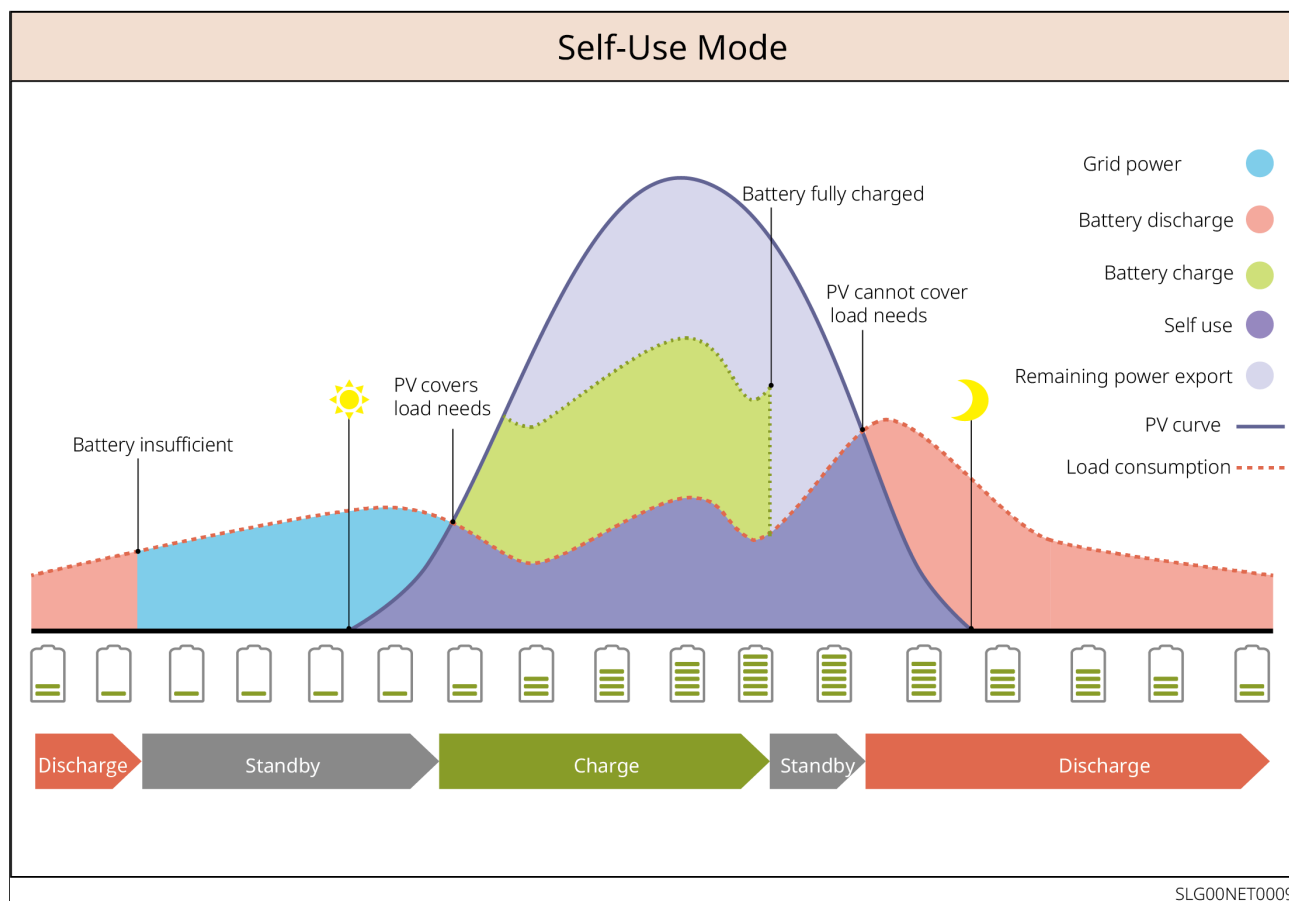 Self-Use Mode
Grid power
Battery fully charged
Battery discharge
Battery charge
PV cannot cover
load needs
Self use
Remaining power export
PV covers
load needs
PV curve
Battery insufficient
Load consumption
Discharge
Standby
Charge
Standby
Discharge
SLG00NET0009